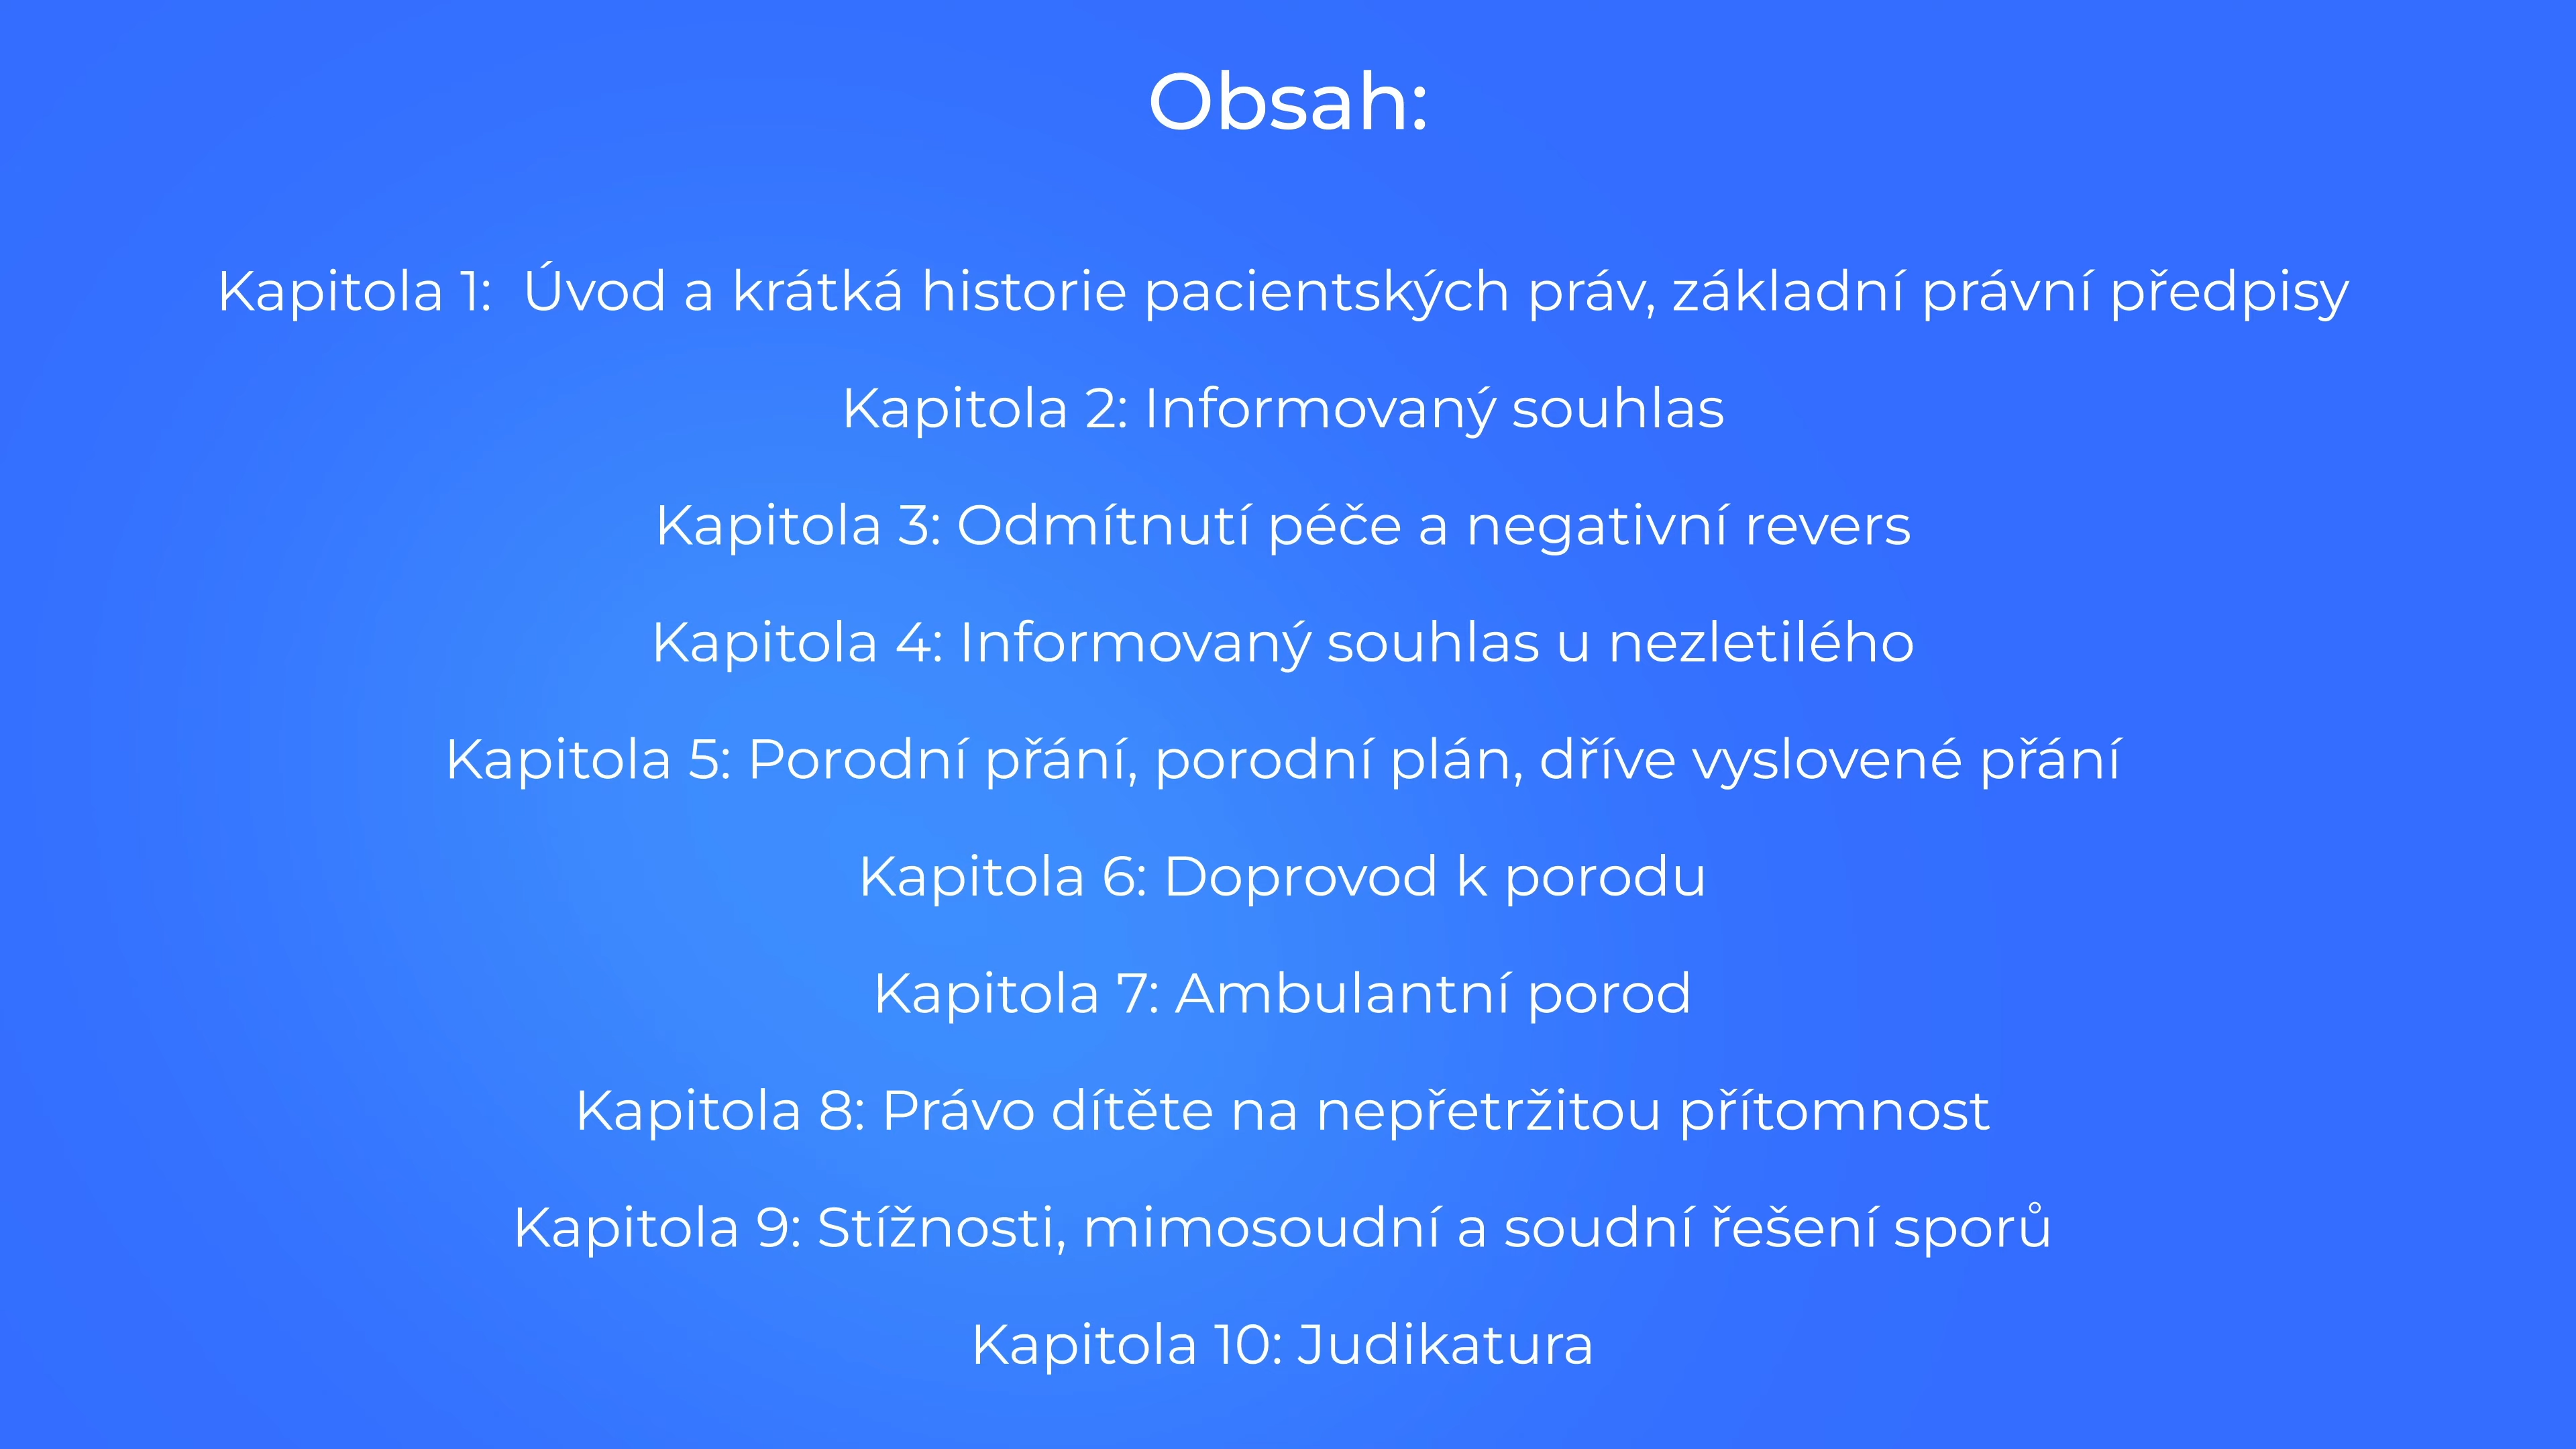 Obsah:
Kapitola 1:  Úvod a krátká historie pacientských práv, základní právní předpisy
Kapitola 2: Informovaný souhlas
Kapitola 3: Odmítnutí péče a negativní revers
Kapitola 4: Informovaný souhlas u nezletilého
Kapitola 5: Porodní přání, porodní plán, dříve vyslovené přání
Kapitola 6: Doprovod k porodu
Kapitola 7: Ambulantní porod
Kapitola 8: Právo dítěte na nepřetržitou přítomnost
Kapitola 9: Stížnosti, mimosoudní a soudní řešení sporů
Kapitola 10: Judikatura